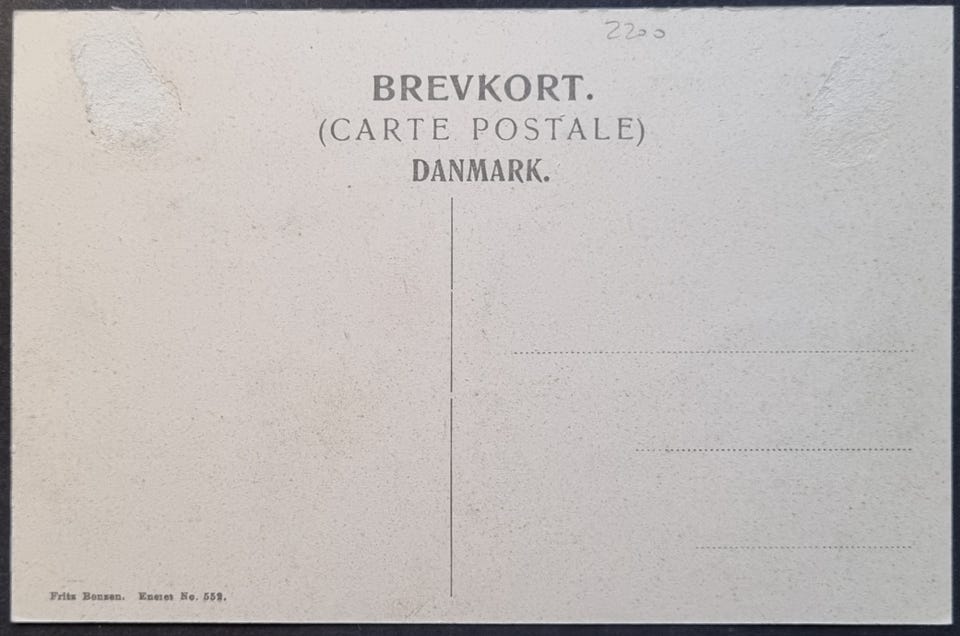 2200
BREVKORT.
(CARTE POSTALE)
DANMARK.
Fritz Benzen. Eneret No. 552.